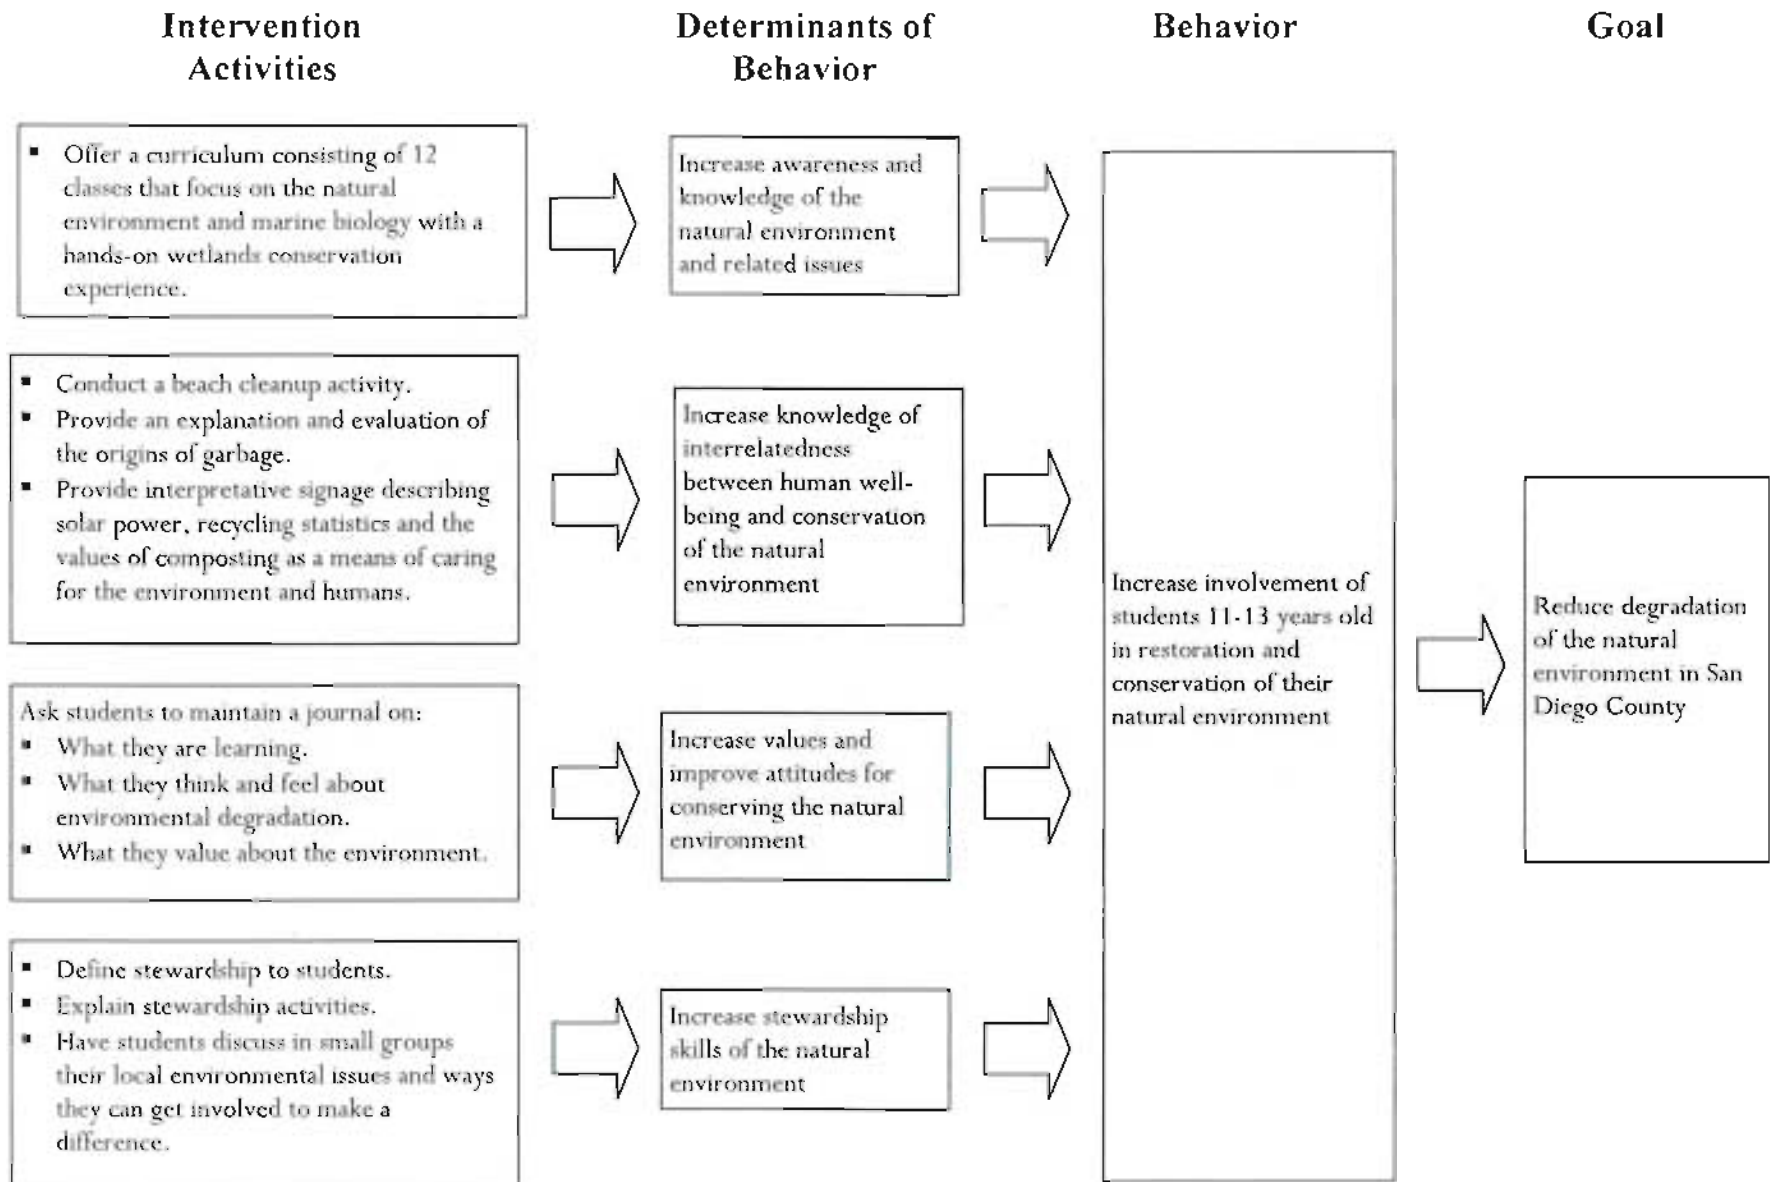 Intervention
Activities
Determinants of
Behavior
Behavior
Goal
▪ Offer a curriculum consisting of 12
classes that focus on the natural
environment and marine biology with a
hands-on wetlands conservation
experience.
Increase awareness and
knowledge of the
natural environment
and related issues
▪ Conduct a beach cleanup activity.
▪ Provide an explanation and evaluation of
the origins of garbage.
▪ Provide interpretative signage describing
solar power, recycling statistics and the
values of composting as a means of caring
for the environment and humans.
Increase knowledge of
interrelatedness
between human well-
being and conservation
of the natural
environment
Ask students to maintain a journal on:
▪ What they are learning.
▪ What they think and feel about
environmental degradation.
▪ What they value about the environment.
Increase values and
improve attitudes for
conserving the natural
environment
▪ Define stewardship to students.
▪ Explain stewardship activities.
▪ Have students discuss in small groups
their local environmental issues and ways
they can get involved to make a
difference.
Increase stewardship
skills of the natural
environment
Increase involvement of
students 11-13 years old
in restoration and
conservation of their
natural environment
Reduce degradation
of the natural
environment in San
Diego County